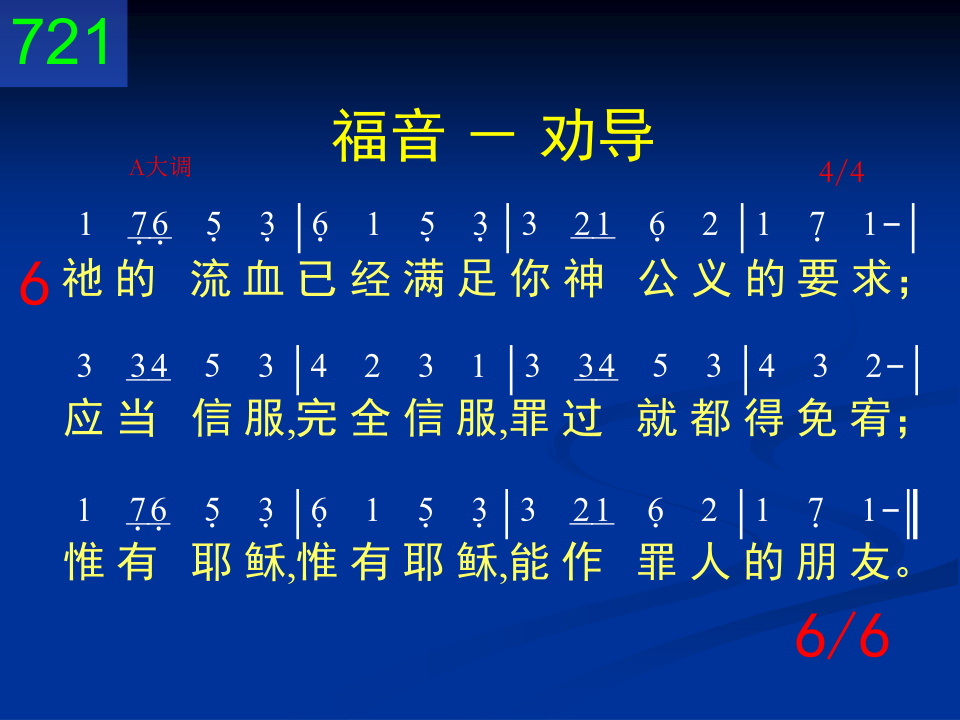 721
福音 － 劝导
A大调 4/4
1 76 5 3 | 6 1 5 3 | 3 21 6 2 | 1 7 1- |
6 祂的 流血已经满足你神 公义的要求；
3 34 5 3 | 4 2 3 1 | 3 34 5 3 | 4 3 2- |
应当 信服,完全信服,罪过 就都得免宥；
1 76 5 3 | 6 1 5 3 | 3 21 6 2 | 1 7 1- ‖
惟有 耶稣,惟有耶稣,能作 罪人的朋友。
6/6